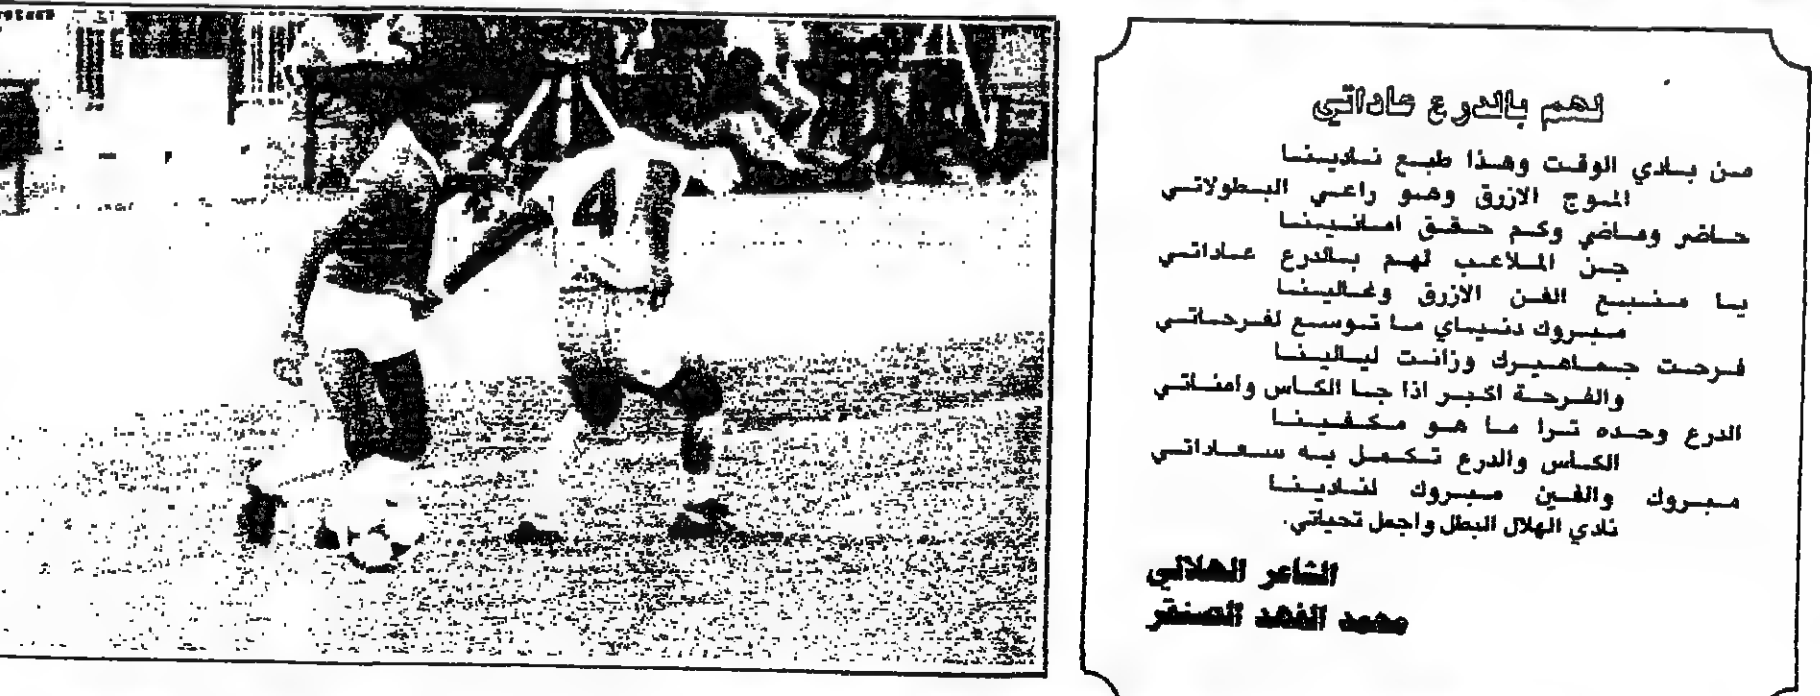 لهم بالدرع عاداتي
من بادي الوقت وهذا طبع نادينا
الموج الازرق وهو راعي البطولاتي
حاضر وماضي وكم حقق امانينا
جن الملاعب لهم بالدرع عاداتي
يا منبع الفن الازرق وغالينا
مبروك دنياي ما توسع لفرحاتي
فرحت جماهيرك وزانت ليالينا
والفرحة اكبر اذا جا الكاس وامناتي
الدرع وحده ترا ما هو مكفينا
الكاس والدرع تكمل به سعاداتي
مبروك والفين مبروك لنادينا
نادي الهلال البطل واجمل تحياتي.
الشاعر الهلالي
محمد الفهد الصنقر
4